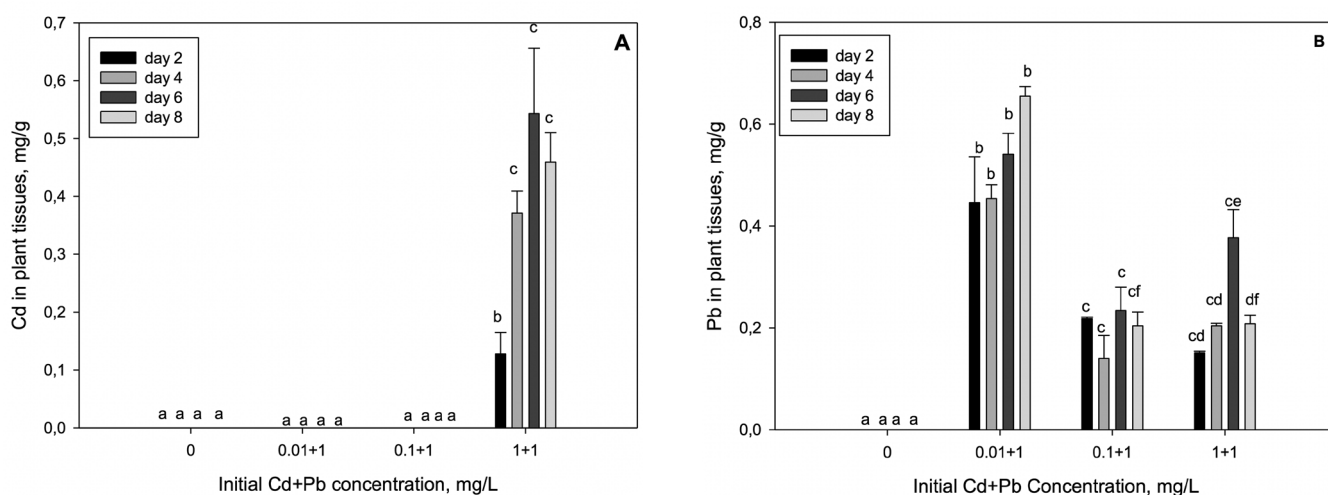 A
day 2
day 4
day 6
day 8
Cd in plant tissues, mg/g
0,7
0,6
0,5
0,4
0,3
0,2
0,1
0,0
a a a a
a a a a
a a a a
b
c
c
c
0
0.01+1
0.1+1
1+1
Initial Cd+Pb concentration, mg/L
B
day 2
day 4
day 6
day 8
Pb in plant tissues, mg/g
0,8
0,6
0,4
0,2
0,0
a a a a
b
b
b
b
c
c
c
cf
cd
cd
ce
df
0
0.01+1
0.1+1
1+1
Initial Cd+Pb Concentration, mg/L